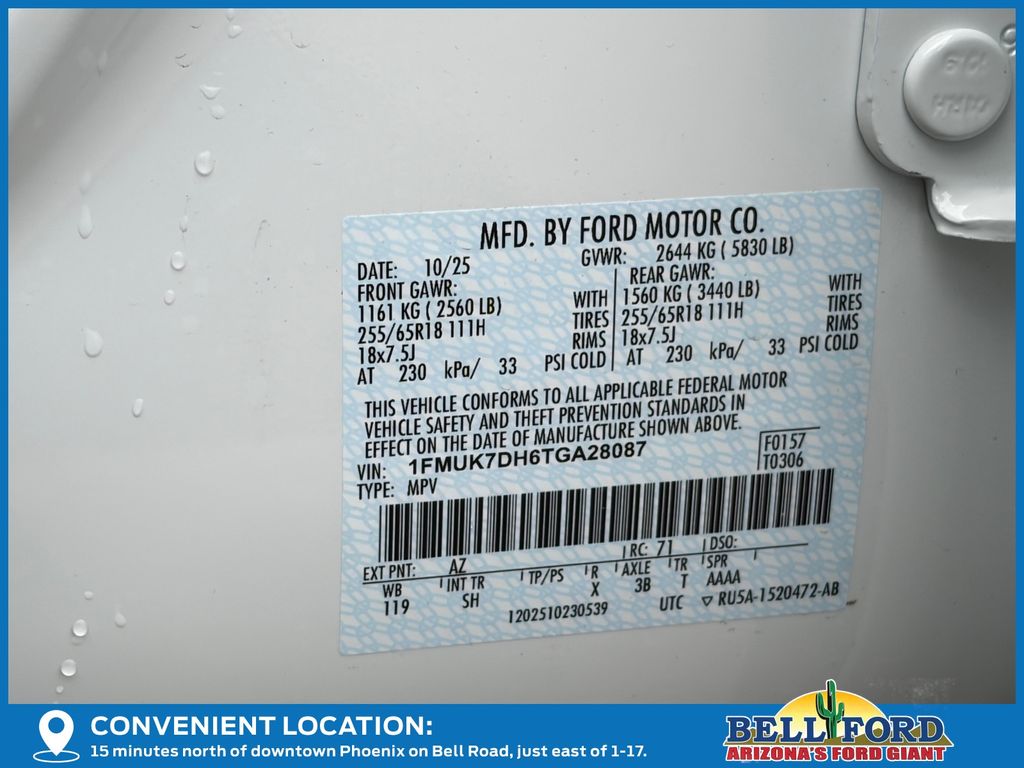 MFD. BY FORD MOTOR CO.
DATE: 10/25
GVWR: 2644 KG ( 5830 LB)
FRONT GAWR:
1161 KG ( 2560 LB) WITH
255/65R18 111H TIRES
18x7.5J RIMS
AT 230 kPa/ 33 PSI COLD
REAR GAWR:
1560 KG ( 3440 LB) WITH
255/65R18 111H TIRES
18x7.5J RIMS
AT 230 kPa/ 33 PSI COLD
THIS VEHICLE CONFORMS TO ALL APPLICABLE FEDERAL MOTOR
VEHICLE SAFETY AND THEFT PREVENTION STANDARDS IN
EFFECT ON THE DATE OF MANUFACTURE SHOWN ABOVE.
VIN: 1FMUK7DH6TGA28087
TYPE: MPV
F0157
T0306
EXT PNT: AZ RC: 71 DSO:
WB INT TR TP/PS R AXLE TR SPR
119 SH X 3B T AAAA
1202510230539 UTC ▽ RU5A-1520472-AB
CONVENIENT LOCATION:
15 minutes north of downtown Phoenix on Bell Road, just east of 1-17.
BELL FORD
ARIZONA'S FORD GIANT